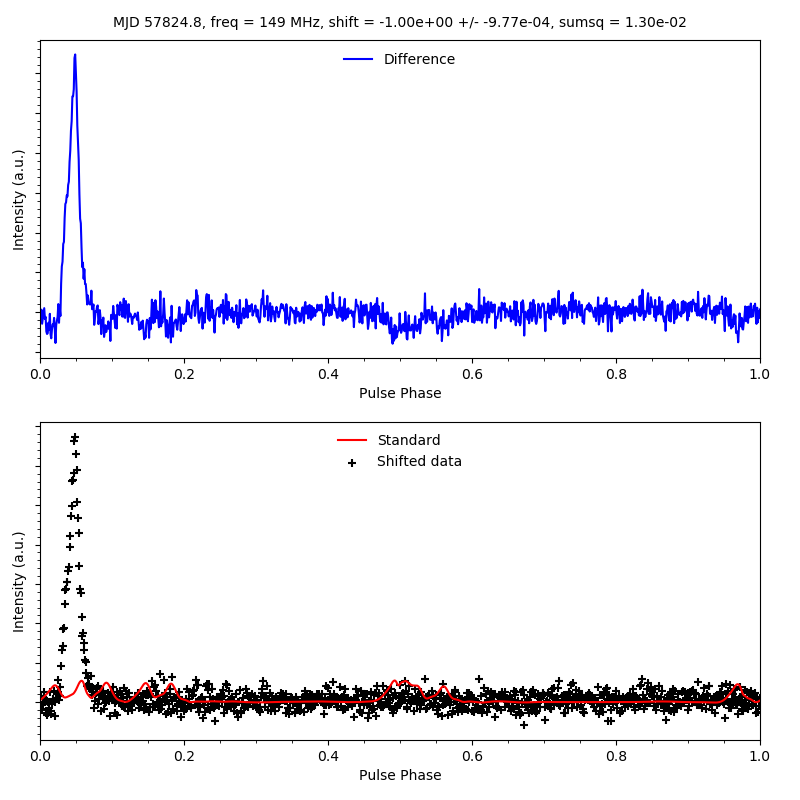 MJD 57824.8, freq = 149 MHz, shift = -1.00e+00 +/- -9.77e-04, sumsq = 1.30e-02
Difference
Intensity (a.u.)
0.0 0.2 0.4 0.6 0.8 1.0
Pulse Phase
Standard
Shifted data
Intensity (a.u.)
0.0 0.2 0.4 0.6 0.8 1.0
Pulse Phase